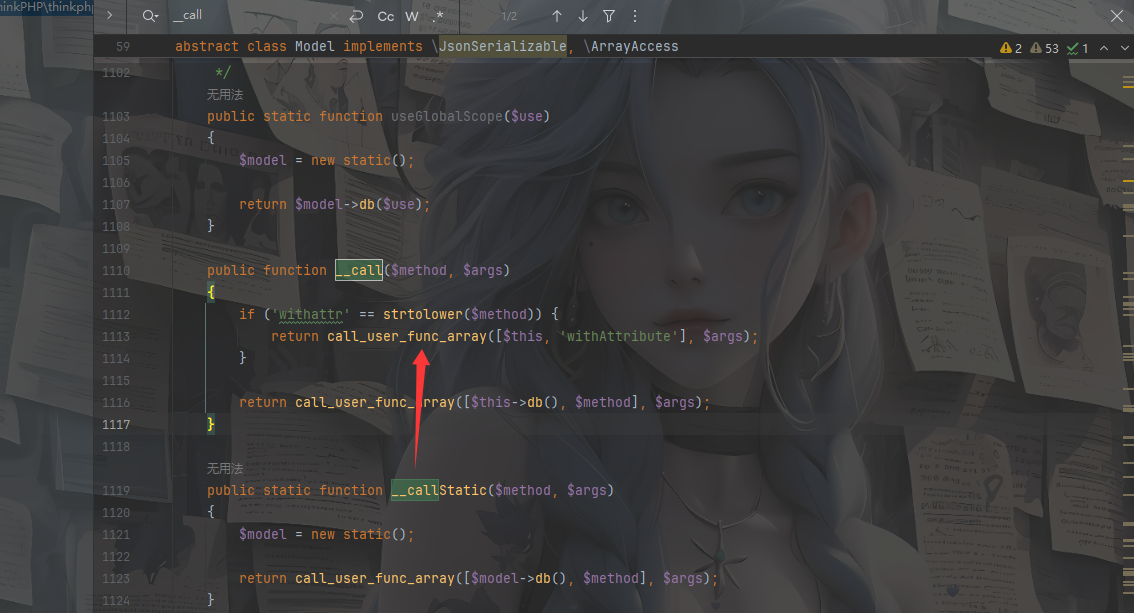 hinkPHP\thinkph
__call
Cc W .*
1/2
59 abstract class Model implements \JsonSerializable, \ArrayAccess
2 53 1
1102 */
无用法
1103 public static function useGlobalScope($use)
1104 {
1105 $model = new static();
1106
1107 return $model->db($use);
1108 }
1109
1110 public function __call($method, $args)
1111 {
1112 if ('withattr' == strtolower($method)) {
1113 return call_user_func_array([$this, 'withAttribute'], $args);
1114 }
1115
1116 return call_user_func_array([$this->db(), $method], $args);
1117 }
1118
无用法
1119 public static function __callStatic($method, $args)
1120 {
1121 $model = new static();
1122
1123 return call_user_func_array([$model->db(), $method], $args);
1124 }